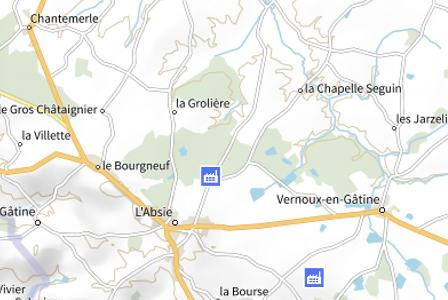 Chantemerle
la Chapelle Seguin
la Grolière
le Gros Châtaignier
les Jarzeli
la Villette
le Bourgneuf
Vernoux-en-Gâtine
Gâtine
L'Absie
la Bourse
Vivier